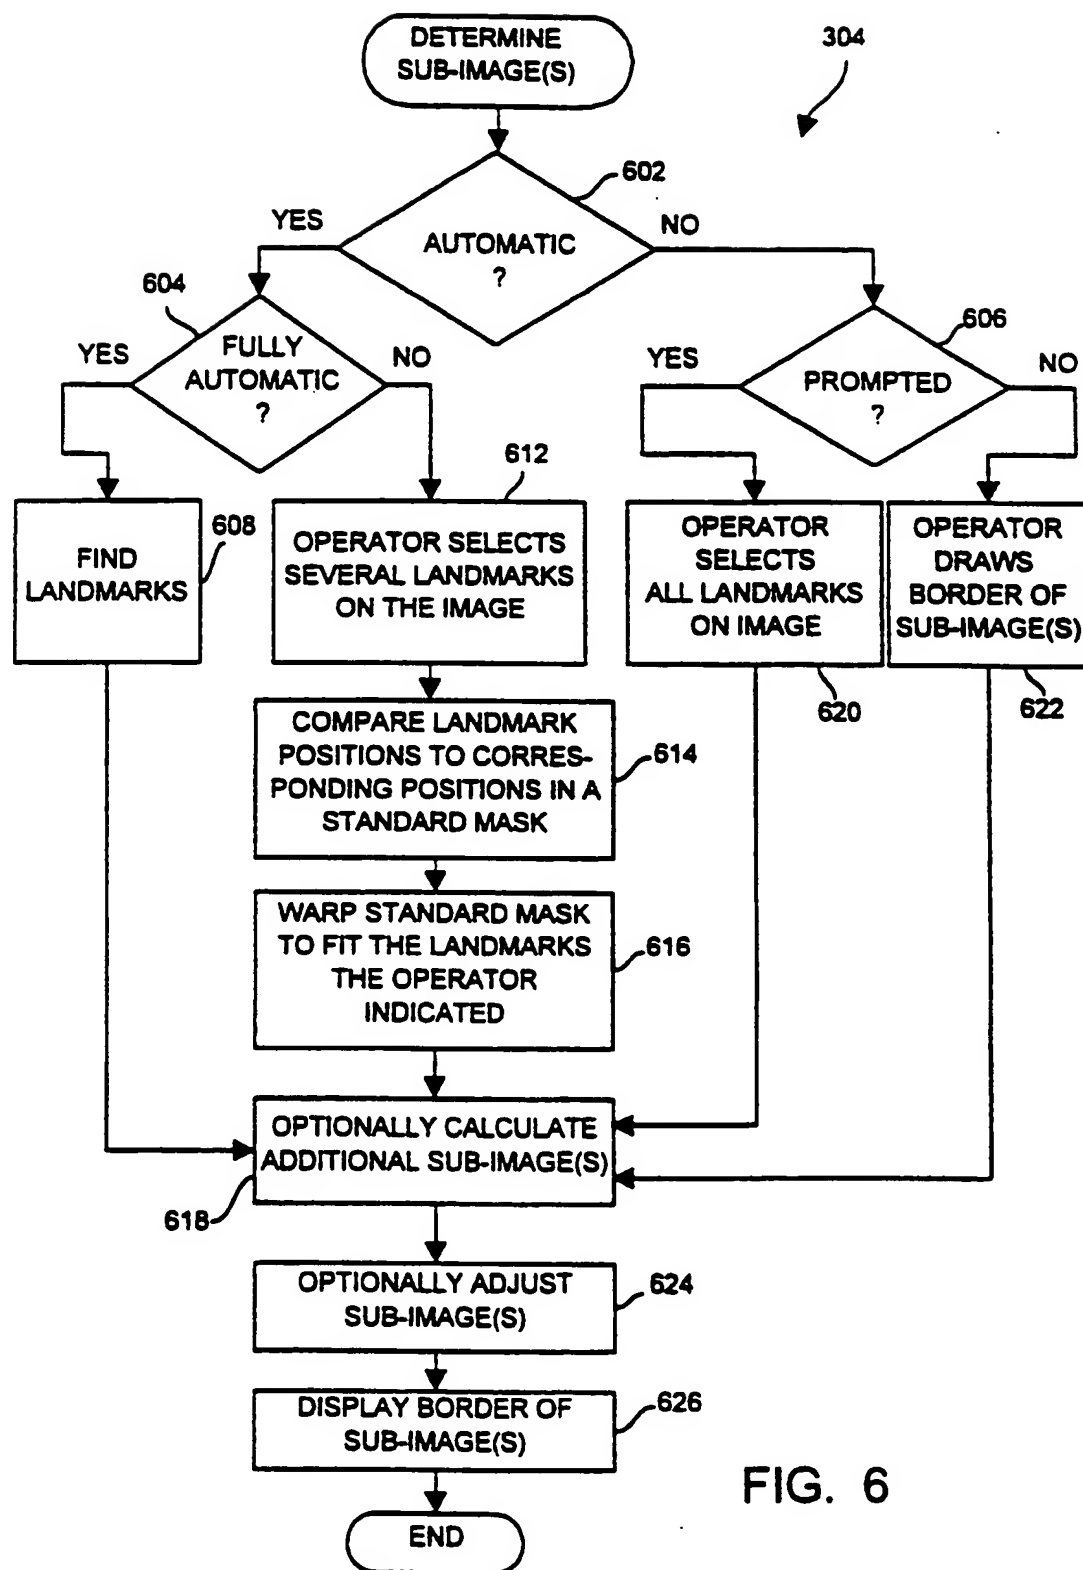 DETERMINE
SUB-IMAGE(S)
304
602
YES
AUTOMATIC
?
NO
604
FULLY
AUTOMATIC
?
YES
NO
606
YES
PROMPTED
?
NO
612
FIND
LANDMARKS
608
OPERATOR SELECTS
SEVERAL LANDMARKS
ON THE IMAGE
OPERATOR
SELECTS
ALL LANDMARKS
ON IMAGE
620
OPERATOR
DRAWS
BORDER OF
SUB-IMAGE(S)
622
COMPARE LANDMARK
POSITIONS TO CORRES-
PONDING POSITIONS IN A
STANDARD MASK
614
WARP STANDARD MASK
TO FIT THE LANDMARKS
THE OPERATOR
INDICATED
616
OPTIONALLY CALCULATE
ADDITIONAL SUB-IMAGE(S)
618
OPTIONALLY ADJUST
SUB-IMAGE(S)
624
DISPLAY BORDER OF
SUB-IMAGE(S)
626
END
FIG. 6